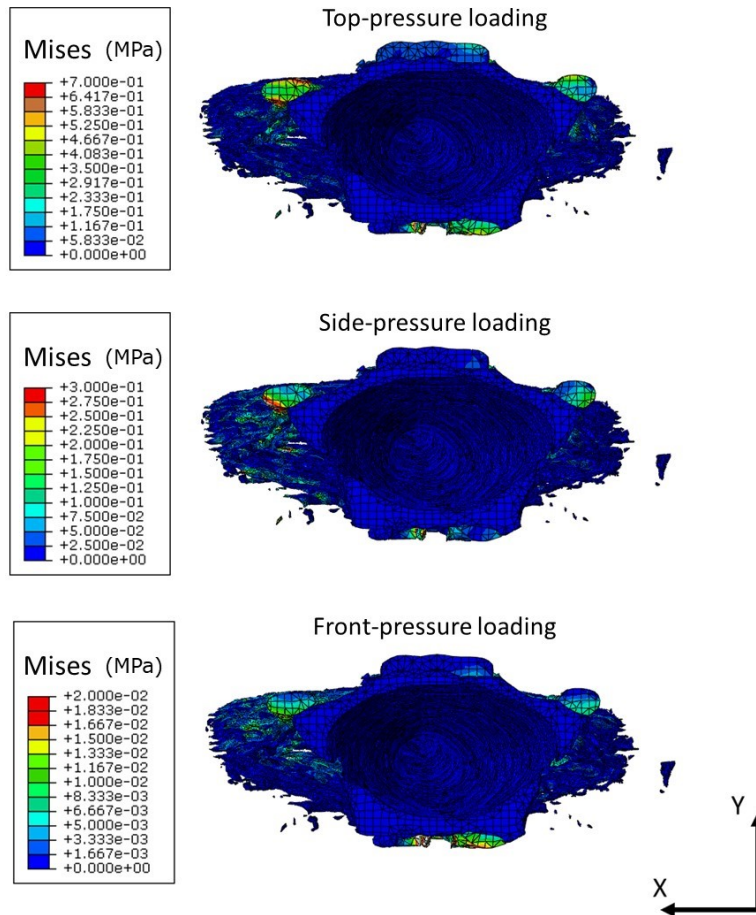 Top-pressure loading
Mises (MPa)
+7.000e-01
+6.417e-01
+5.833e-01
+5.250e-01
+4.667e-01
+4.083e-01
+3.500e-01
+2.917e-01
+2.333e-01
+1.750e-01
+1.167e-01
+5.833e-02
+0.000e+00
Side-pressure loading
Mises (MPa)
+3.000e-01
+2.750e-01
+2.500e-01
+2.250e-01
+2.000e-01
+1.750e-01
+1.500e-01
+1.250e-01
+1.000e-01
+7.500e-02
+5.000e-02
+2.500e-02
+0.000e+00
Front-pressure loading
Mises (MPa)
+2.000e-02
+1.833e-02
+1.667e-02
+1.500e-02
+1.333e-02
+1.167e-02
+1.000e-02
+8.333e-03
+6.667e-03
+5.000e-03
+3.333e-03
+1.667e-03
+0.000e+00
Y
X